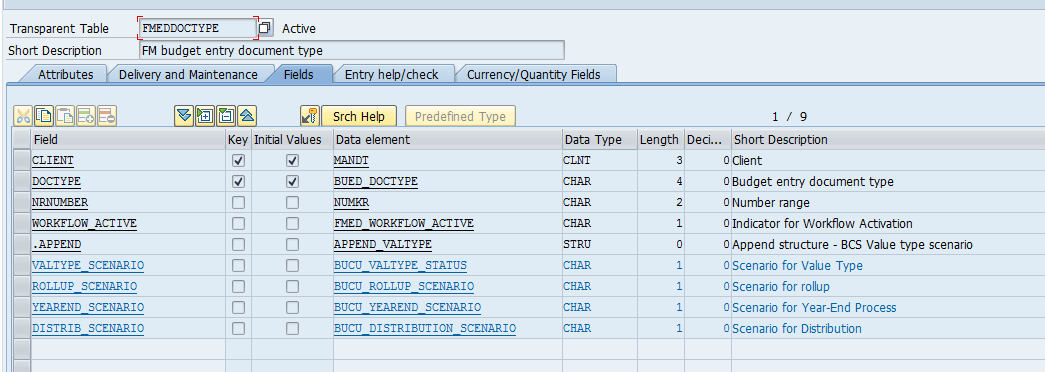 Transparent Table FMEDDOCTYPE Active
Short Description FM budget entry document type
Attributes Delivery and Maintenance Fields Entry help/check Currency/Quantity Fields
Srch Help Predefined Type 1 / 9
Field Key Initial Values Data element Data Type Length Deci... Short Description
CLIENT MANDT CLNT 3 0 Client
DOCTYPE BUED_DOCTYPE CHAR 4 0 Budget entry document type
NRNUMBER NUMKR CHAR 2 0 Number range
WORKFLOW_ACTIVE FMED_WORKFLOW_ACTIVE CHAR 1 0 Indicator for Workflow Activation
.APPEND APPEND_VALTYPE STRU 0 0 Append structure - BCS Value type scenario
VALTYPE_SCENARIO BUCU_VALTYPE_STATUS CHAR 1 0 Scenario for Value Type
ROLLUP_SCENARIO BUCU_ROLLUP_SCENARIO CHAR 1 0 Scenario for rollup
YEAREND_SCENARIO BUCU_YEAREND_SCENARIO CHAR 1 0 Scenario for Year-End Process
DISTRIB_SCENARIO BUCU_DISTRIBUTION_SCENARIO CHAR 1 0 Scenario for Distribution